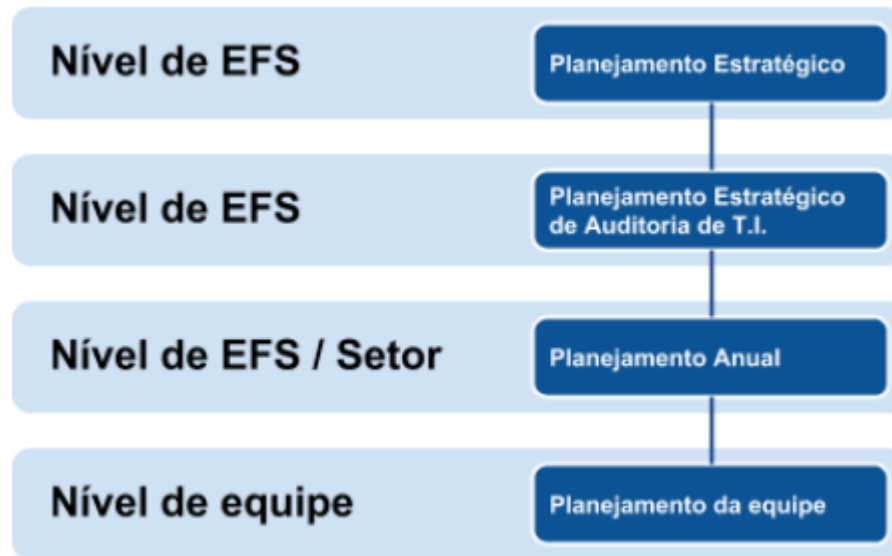 Nível de EFS
Planejamento Estratégico
Nível de EFS
Planejamento Estratégico
de Auditoria de T.I.
Nível de EFS / Setor
Planejamento Anual
Nível de equipe
Planejamento da equipe